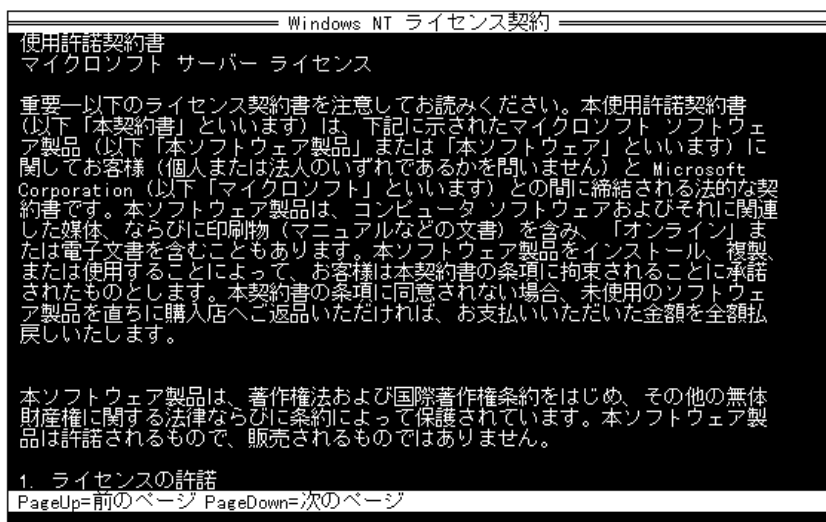 Windows NT ライセンス契約
使用許諾契約書
マイクロソフト サーバー ライセンス
重要―以下のライセンス契約書を注意してお読みください。本使用許諾契約書
(以下「本契約書」といいます) は、下記に示されたマイクロソフト ソフトウェ
ア製品 (以下「本ソフトウェア製品」または「本ソフトウェア」といいます) に
関してお客様 (個人または法人のいずれであるかを問いません) と Microsoft
Corporation (以下「マイクロソフト」といいます) との間に締結される法的な契
約書です。本ソフトウェア製品は、コンピュータ ソフトウェアおよびそれに関連
した媒体、ならびに印刷物 (マニュアルなどの文書) を含み、「オンライン」ま
たは電子文書を含むこともあります。本ソフトウェア製品をインストール、複製、
または使用することによって、お客様は本契約書の条項に拘束されることに承諾
されたものとします。本契約書の条項に同意されない場合、未使用のソフトウェ
ア製品を直ちに購入店へご返品いただければ、お支払いいただいた金額を全額払
戻しいたします。
本ソフトウェア製品は、著作権法および国際著作権条約をはじめ、その他の無体
財産権に関する法律ならびに条約によって保護されています。本ソフトウェア製
品は許諾されるもので、販売されるものではありません。
1. ライセンスの許諾
PageUp=前のページ PageDown=次のページ